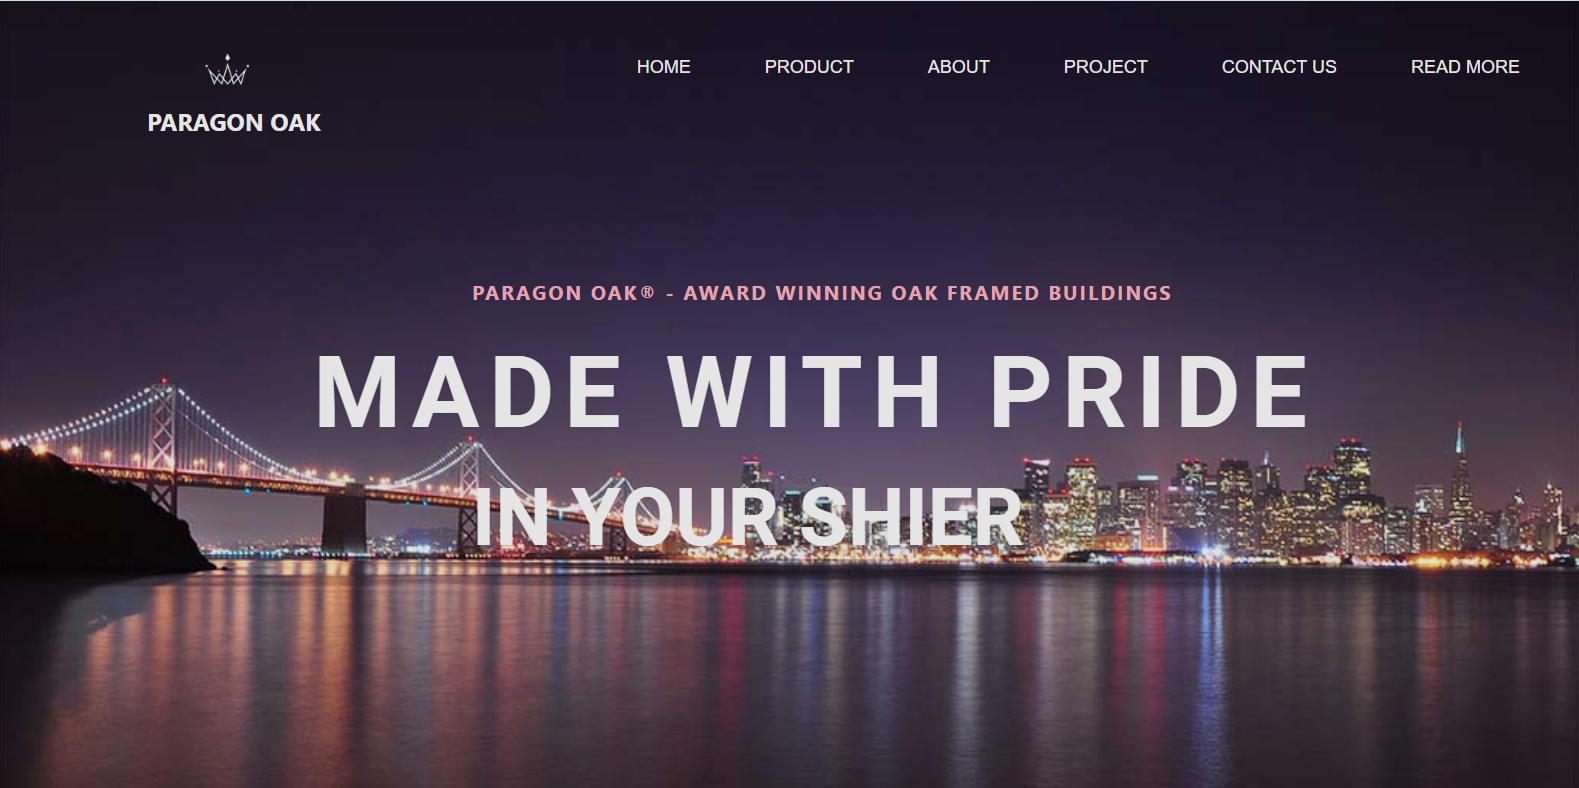 HOME PRODUCT ABOUT PROJECT CONTACT US READ MORE
PARAGON OAK
PARAGON OAK® - AWARD WINNING OAK FRAMED BUILDINGS
MADE WITH PRIDE
IN YOUR SHIER